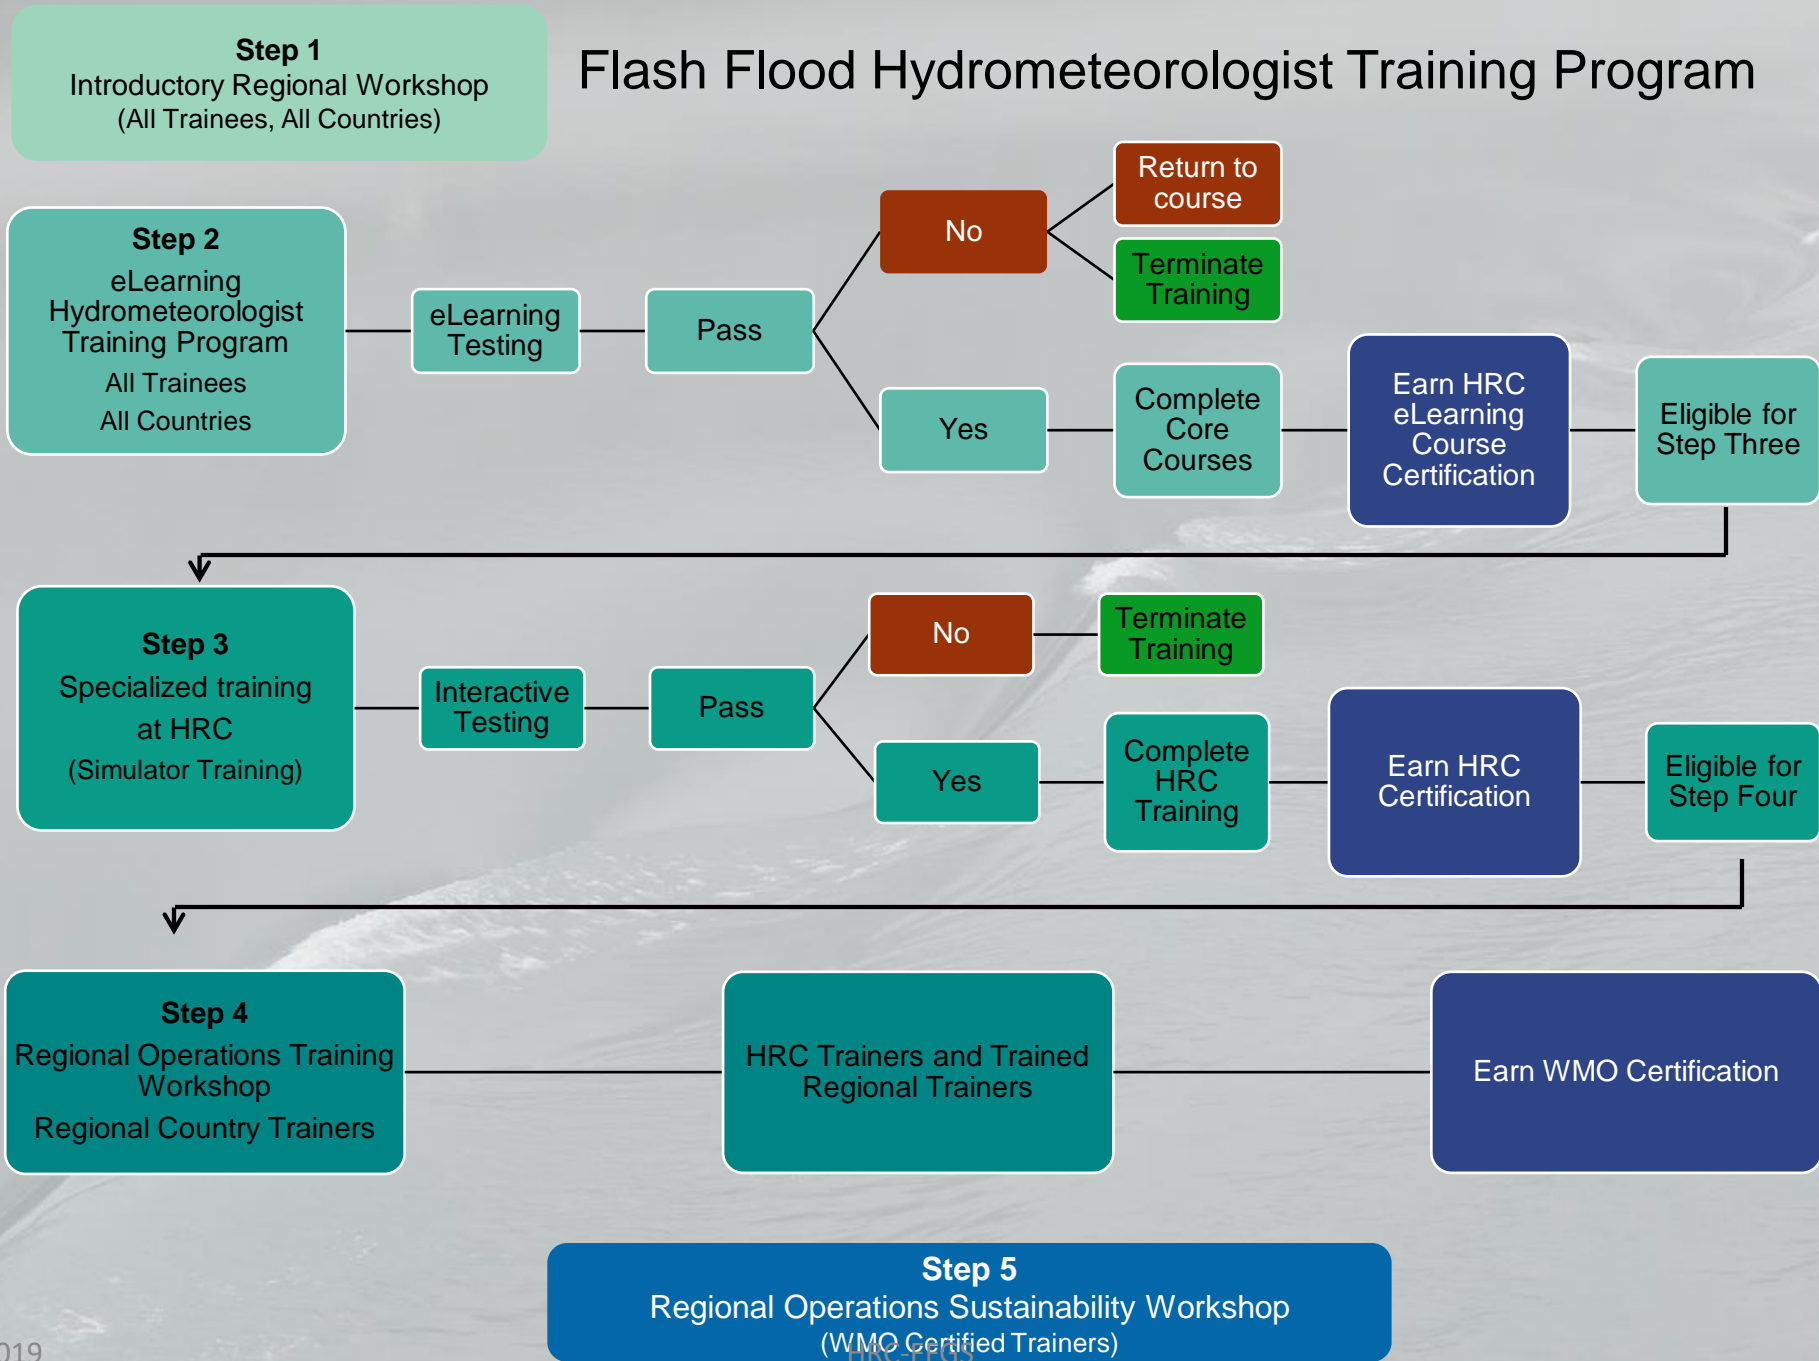 Step 1
Introductory Regional Workshop
(All Trainees, All Countries)
Flash Flood Hydrometeorologist Training Program
Step 2
eLearning
Hydrometeorologist
Training Program
All Trainees
All Countries
eLearning
Testing
Pass
No
Return to
course
Terminate
Training
Yes
Complete
Core
Courses
Earn HRC
eLearning
Course
Certification
Eligible for
Step Three
Step 3
Specialized training
at HRC
(Simulator Training)
Interactive
Testing
Pass
No
Terminate
Training
Yes
Complete
HRC
Training
Earn HRC
Certification
Eligible for
Step Four
Step 4
Regional Operations Training
Workshop
Regional Country Trainers
HRC Trainers and Trained
Regional Trainers
Earn WMO Certification
Step 5
Regional Operations Sustainability Workshop
(WMO Certified Trainers)
019
HRC-FFGS